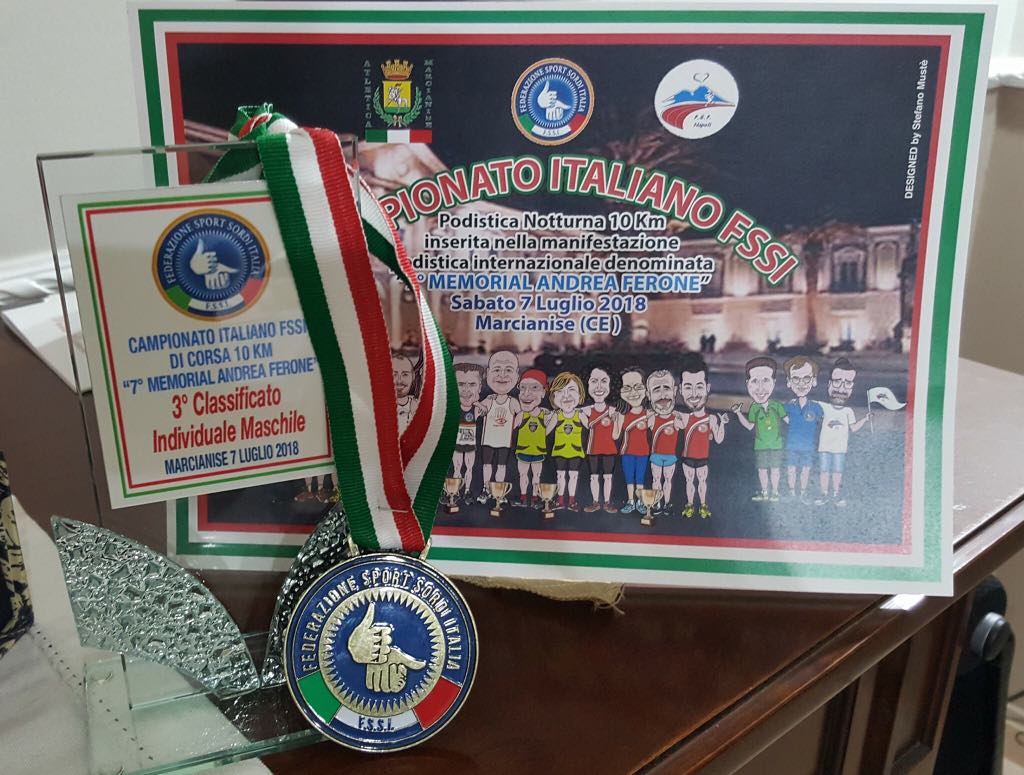 ATLETICA MARCIANISE
FEDERAZIONE SPORT SORDI ITALIA
F.S.S.I.
Napoli
DESIGNED by Stefano Mustè
PIONATO ITALIANO FSSI
Podistica Notturna 10 Km
inserita nella manifestazione
distica internazionale denominata
° MEMORIAL ANDREA FERONE"
Sabato 7 Luglio 2018
Marcianise (CE)
FEDERAZIONE SPORT SORDI ITALIA
F.S.S.I.
CAMPIONATO ITALIANO FSSI
DI CORSA 10 KM
"7° MEMORIAL ANDREA FERONE"
3° Classificato
Individuale Maschile
MARCIANISE 7 LUGLIO 2018
FEDERAZIONE SPORT SORDI ITALIA
F.S.S.I.